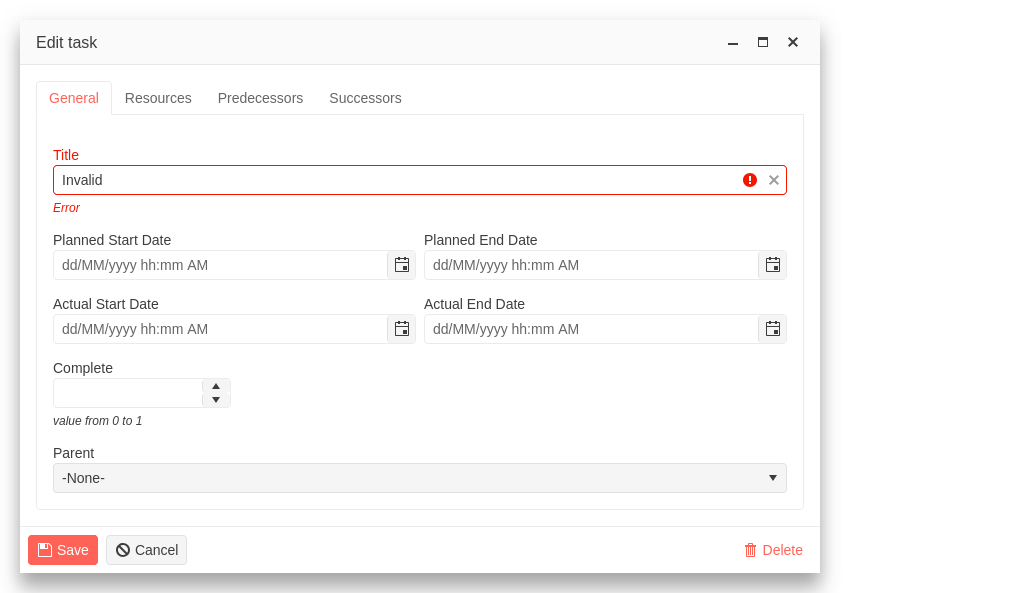 Edit task
General Resources Predecessors Successors
Title
Invalid
Error
Planned Start Date Planned End Date
dd/MM/yyyy hh:mm AM dd/MM/yyyy hh:mm AM
Actual Start Date Actual End Date
dd/MM/yyyy hh:mm AM dd/MM/yyyy hh:mm AM
Complete
value from 0 to 1
Parent
-None-
Save Cancel Delete